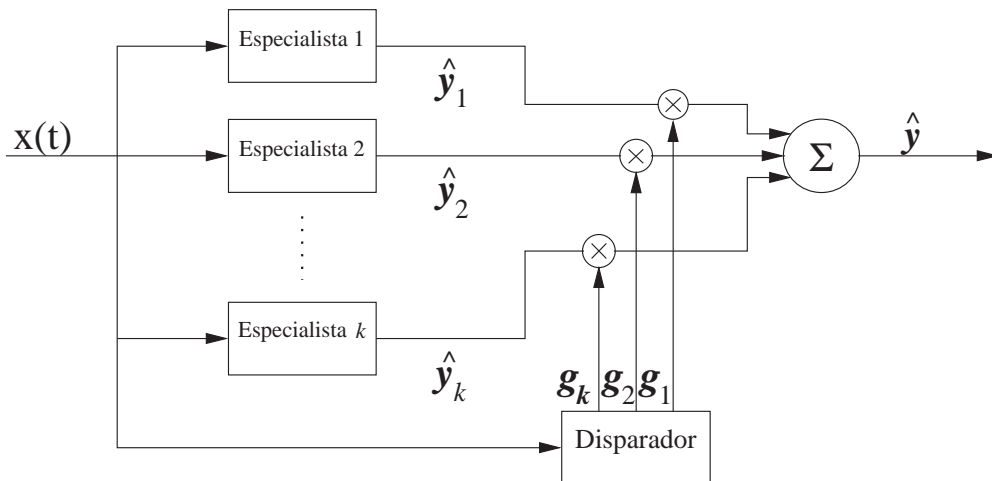 Especialista 1
ŷ₁
x(t)
Especialista 2
ŷ₂
Σ
ŷ
Especialista k
ŷₖ
gₖ g₂ g₁
Disparador